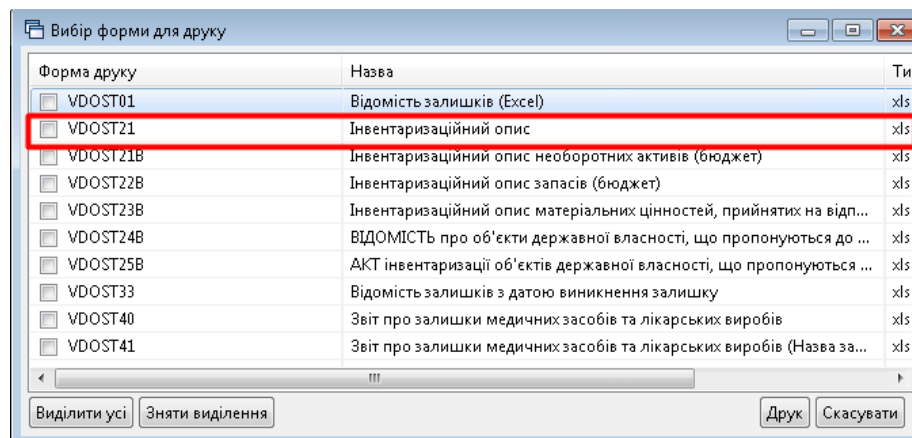 Вибір форми для друку
Форма друку Назва Ти
VDOST01 Відомість залишків (Excel) xls
VDOST21 Інвентаризаційний опис xls
VDOST21B Інвентаризаційний опис необоротних активів (бюджет) xls
VDOST22B Інвентаризаційний опис запасів (бюджет) xls
VDOST23B Інвентаризаційний опис матеріальних цінностей, прийнятих на відп... xls
VDOST24B ВІДОМІСТЬ про об'єкти державної власності, що пропонуються до ... xls
VDOST25B АКТ інвентаризації об'єктів державної власності, що пропонуються ... xls
VDOST33 Відомість залишків з датою виникнення залишку xls
VDOST40 Звіт про залишки медичних засобів та лікарських виробів xls
VDOST41 Звіт про залишки медичних засобів та лікарських виробів (Назва за... xls
Виділити усі Зняти виділення Друк Скасувати